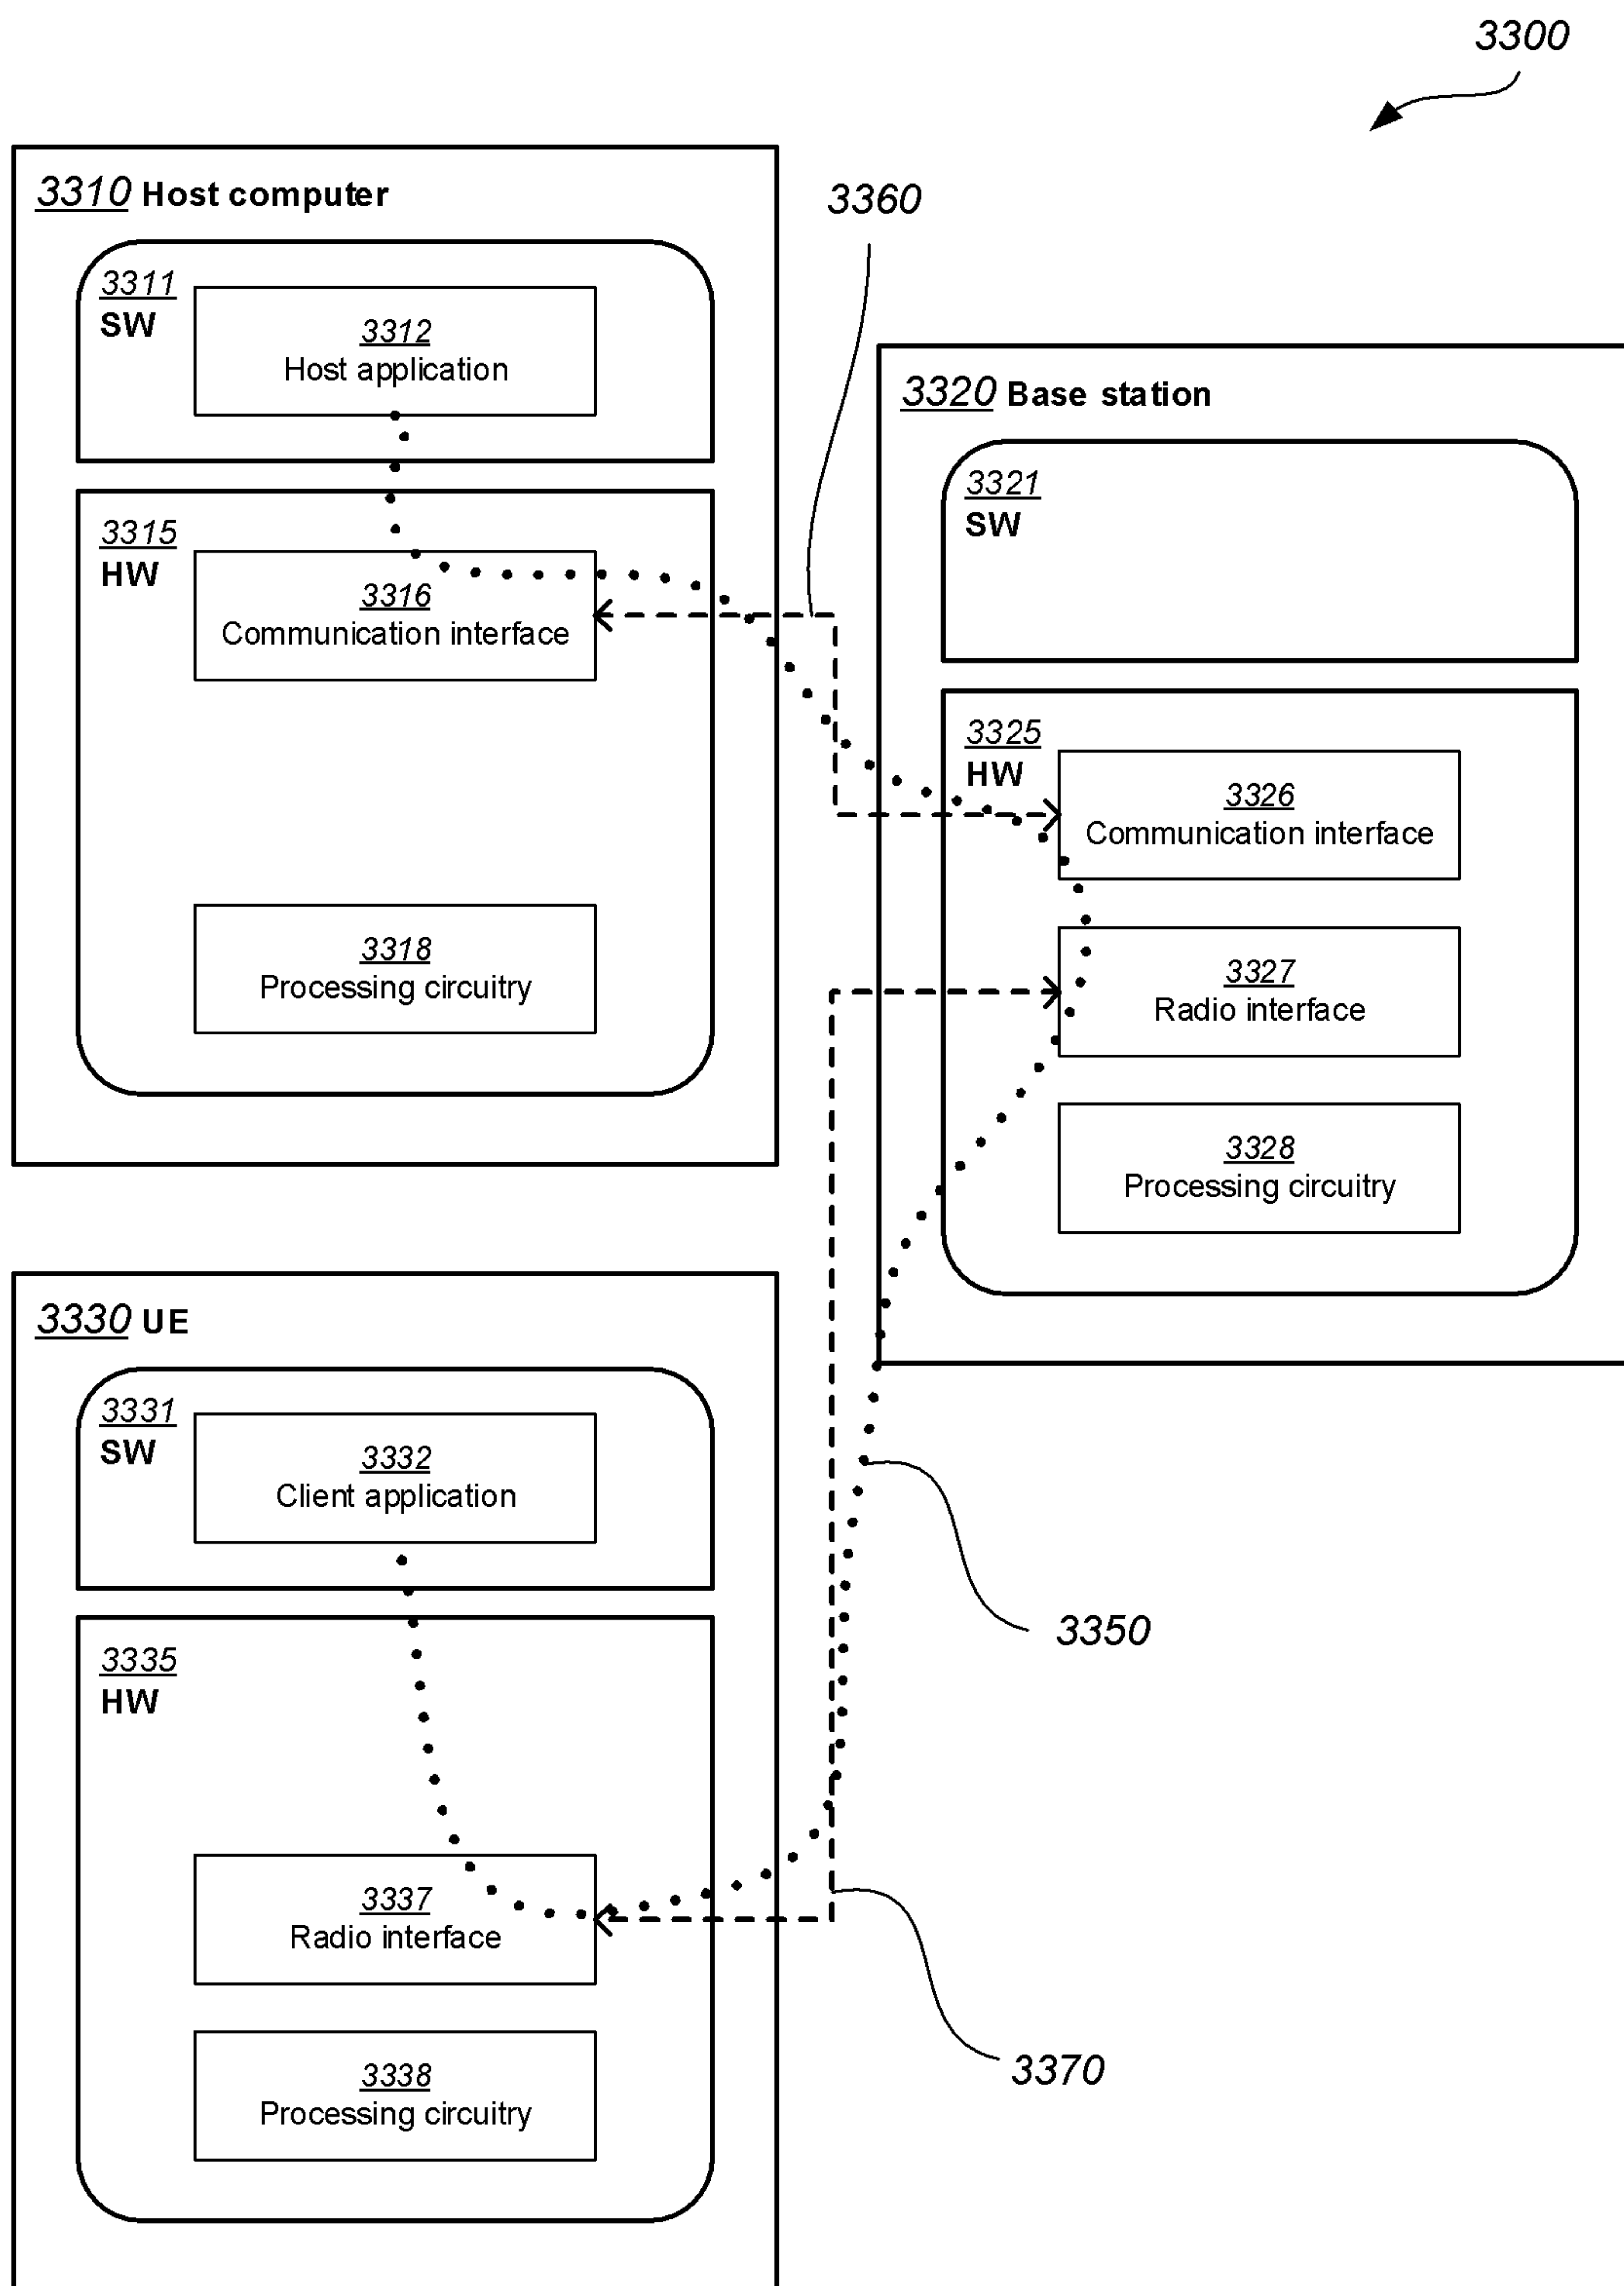 3300
3310 Host computer
3311
SW
3312
Host application
3315
HW
3316
Communication interface
3318
Processing circuitry
3360
3320 Base station
3321
SW
3325
HW
3326
Communication interface
3327
Radio interface
3328
Processing circuitry
3330 UE
3331
SW
3332
Client application
3335
HW
3337
Radio interface
3338
Processing circuitry
3350
3370